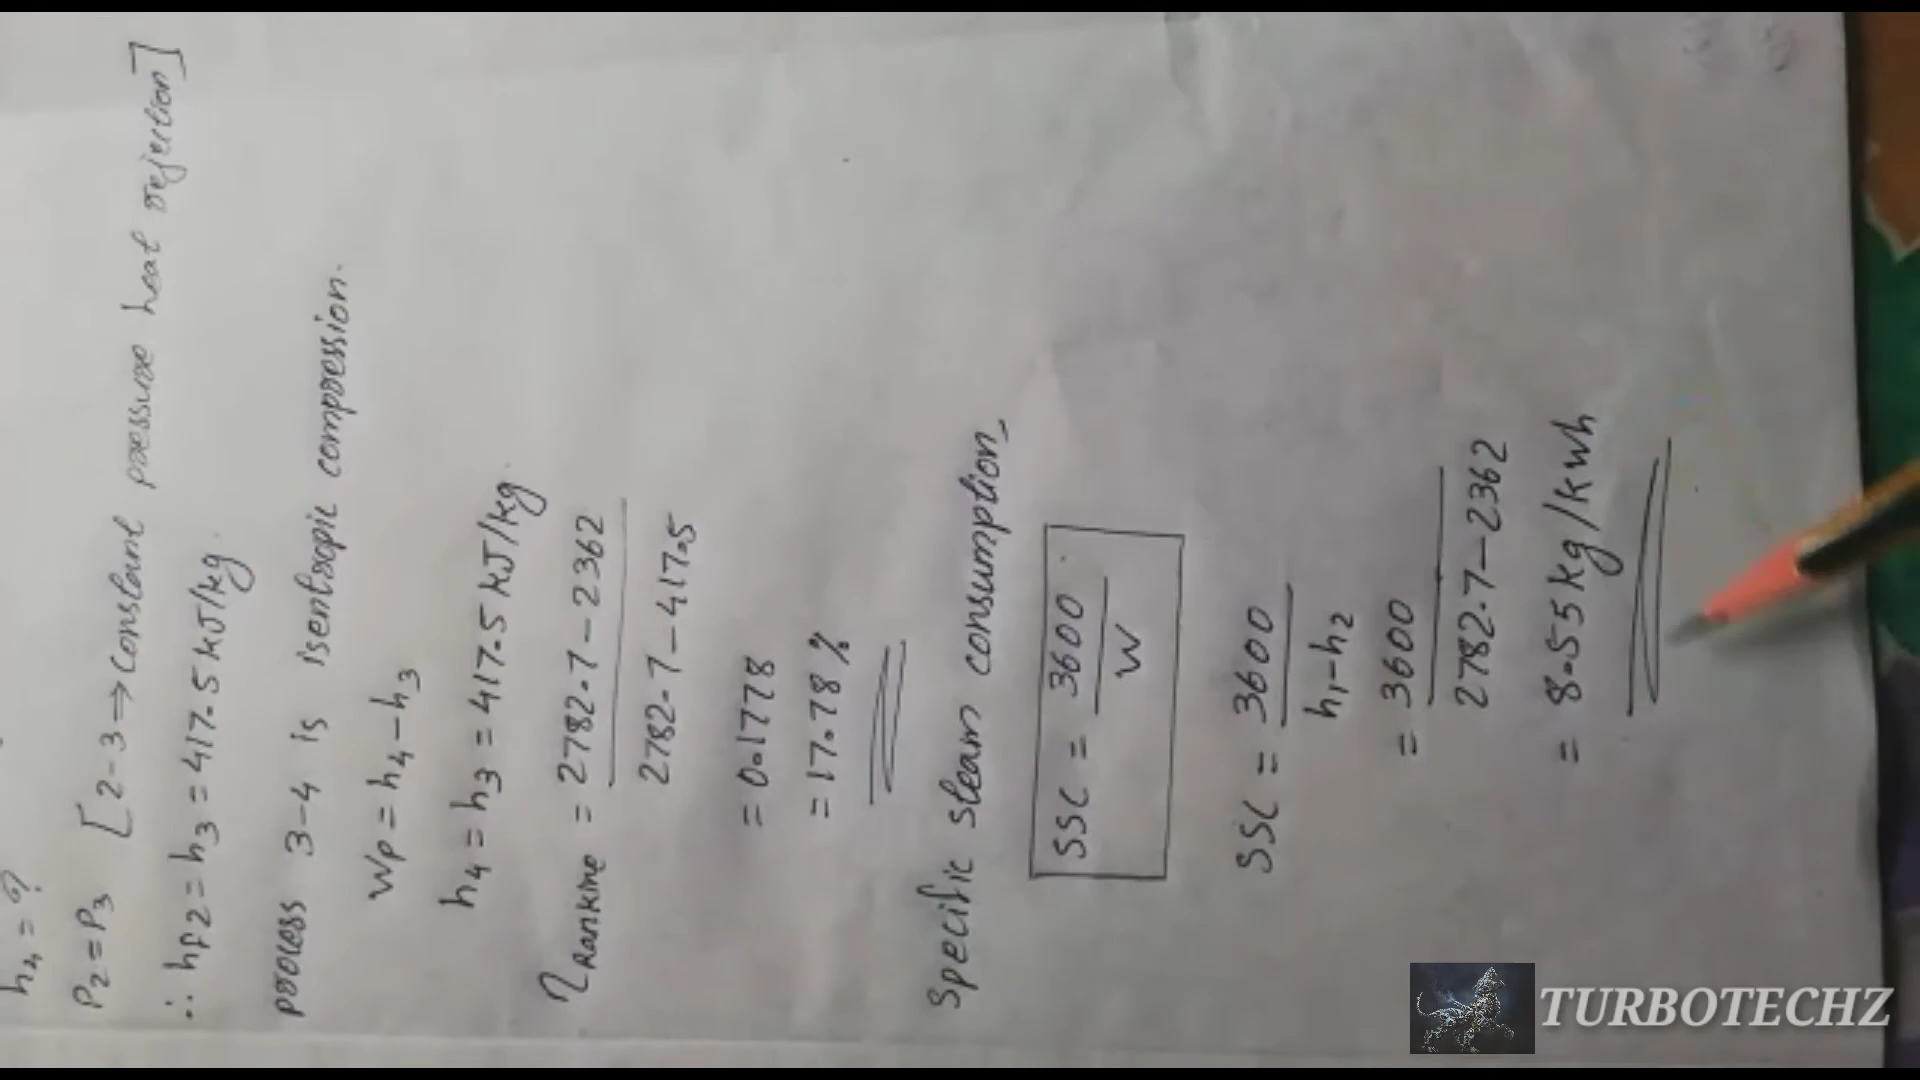 h4 = ?
P2 = P3 [2-3 ⇒ constant pressure heat rejection]
∴ hf2 = h3 = 417.5 kJ/kg.
process 3-4 is isentropic compression.
Wp = h4 - h3
h4 = h3 = 417.5 kJ/kg
ηRankine = 2782.7 - 2362
2782.7 - 417.5
= 0.1778
= 17.78%
Specific steam consumption
SSC = 3600
W
SSC = 3600
h1 - h2
= 3600
2782.7 - 2362
= 8.55 kg/kwh
TURBOTECHZ